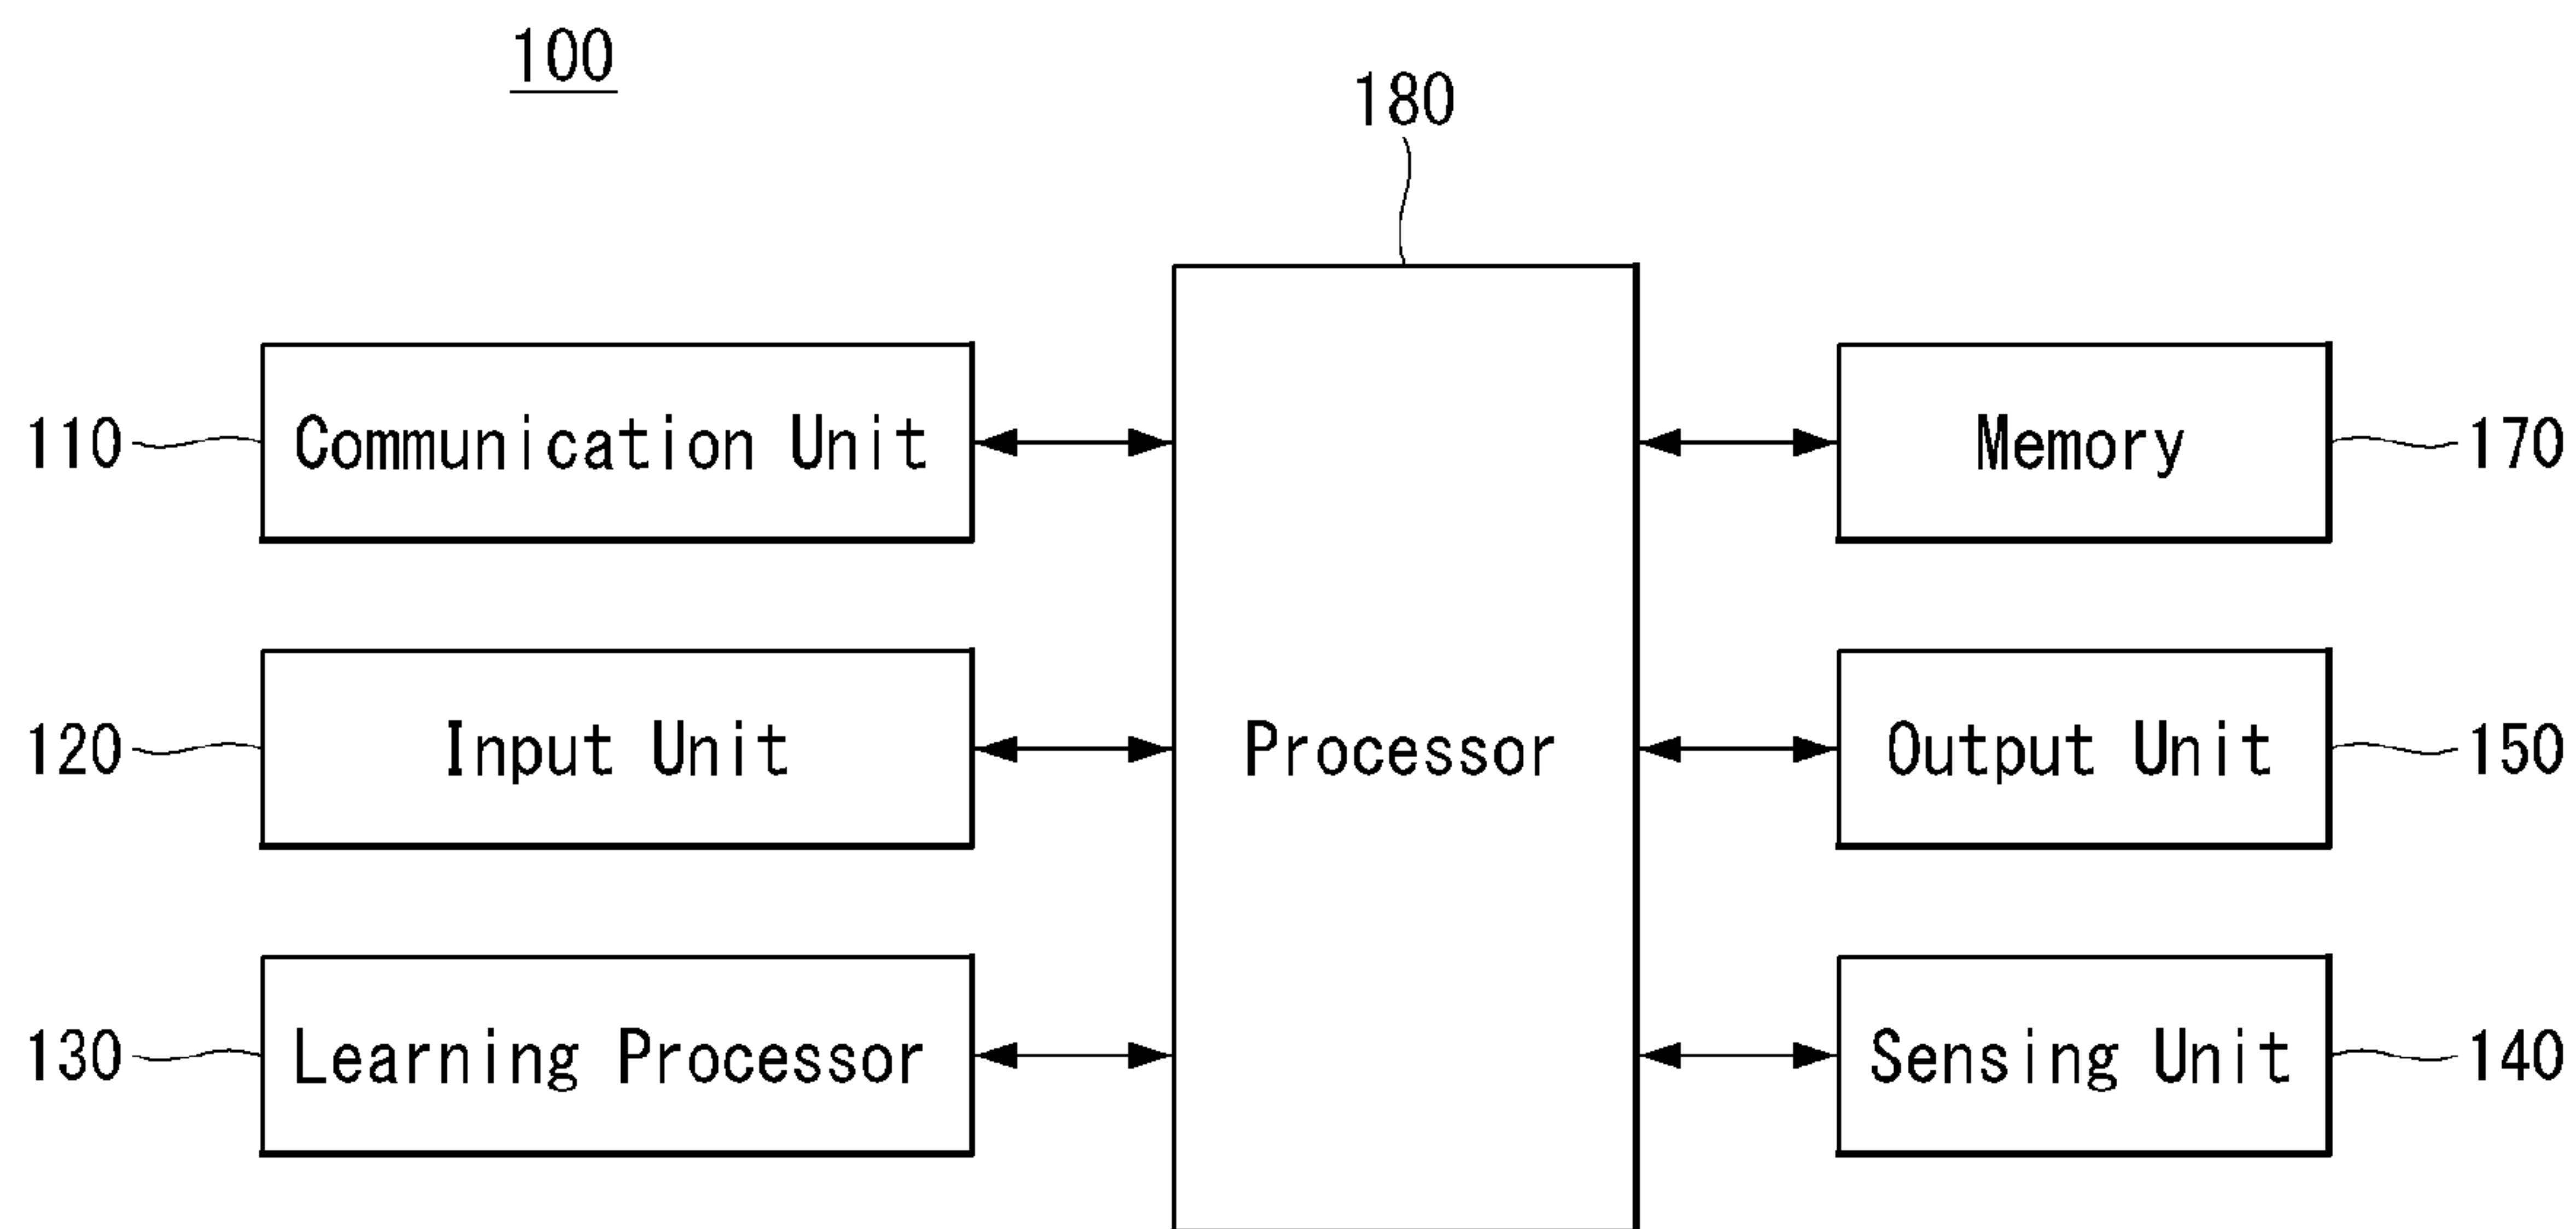 100
180
110 Communication Unit Memory 170
120 Input Unit Processor Output Unit 150
130 Learning Processor Sensing Unit 140